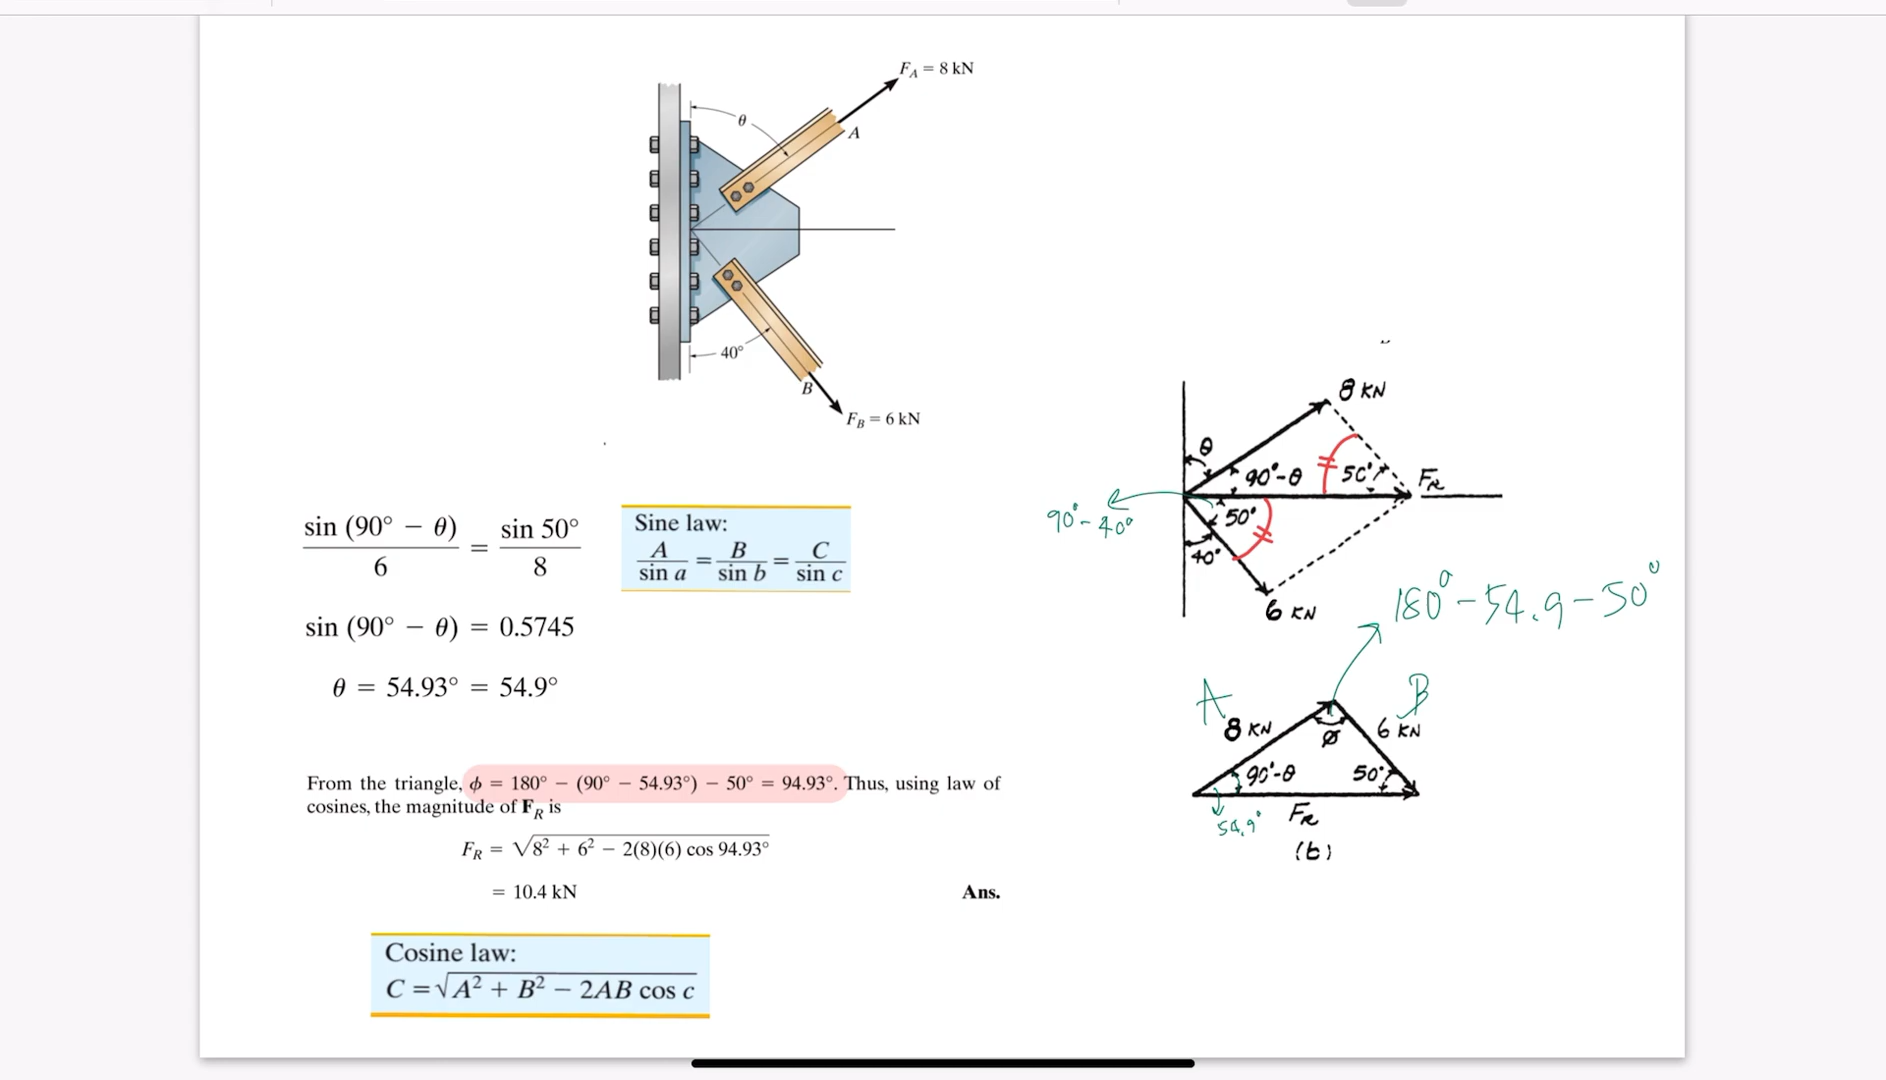 F_A = 8 kN
θ
A
40°
B
F_B = 6 kN
sin (90° − θ)/6 = sin 50°/8
Sine law:
A/sin a = B/sin b = C/sin c
sin (90° − θ) = 0.5745
θ = 54.93° = 54.9°
From the triangle, ϕ = 180° − (90° − 54.93°) − 50° = 94.93°. Thus, using law of
cosines, the magnitude of F_R is
F_R = √8² + 6² − 2(8)(6) cos 94.93°
= 10.4 kN
Ans.
Cosine law:
C = √A² + B² − 2AB cos c
8 KN
θ
90°-θ
50°
F_R
90°-40°
50°
40°
6 KN
180° - 54.9 - 50°
A
B
8 KN
6 KN
ϕ
90°-θ
50°
54.9°
F_R
(b)